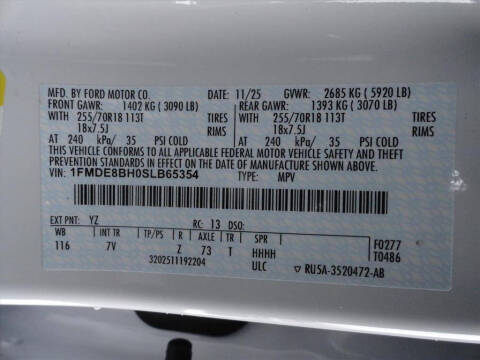 MFD. BY FORD MOTOR CO. 11/25 GVWR: 2685 KG ( 5920 LB)
FRONT GAWR: 1402 KG ( 3090 LB) REAR GAWR: 1393 KG ( 3070 LB)
WITH 255/70R18 113T TIRES WITH 255/70R18 113T TIRES
18x7.5J RIMS 18x7.5J RIMS
AT 240 kPa/ 35 PSI COLD AT 240 kPa/ 35 PSI COLD
THIS VEHICLE CONFORMS TO ALL APPLICABLE FEDERAL MOTOR VEHICLE SAFETY
STANDARDS IN EFFECT ON THE DATE OF MANUFACTURE SHOWN ABOVE.
VIN: 1FMDE8BH0SLB65354 TYPE: MPV
EXT PNT: YZ RC: 13 DSO:
WB INT TR TP/PS R AXLE TR SPR F0277
116 7V Z 73 T HHHH T0486
3202511192204 ULC ▽ RU5A-3520472-AB